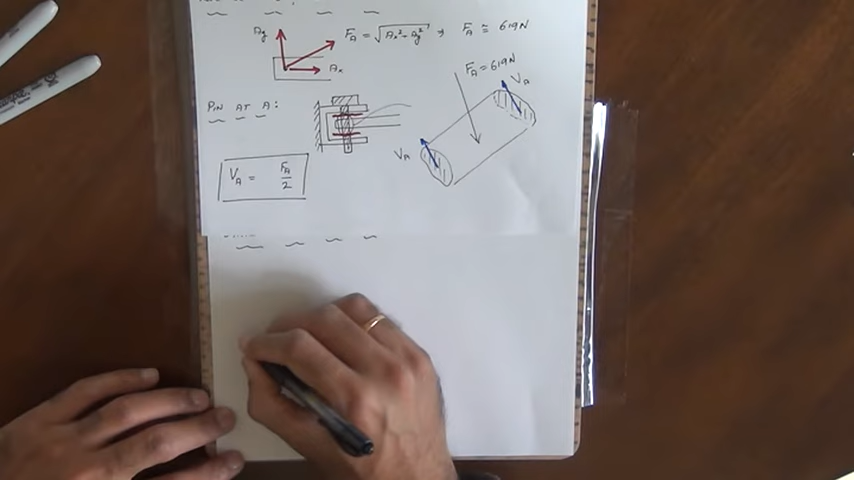 Ay
FA = √Ax²-Ay² ⇒ FA ≅ 619N
Ax
FA = 619N
VA
PIN AT A:
VA
VA = FA/2